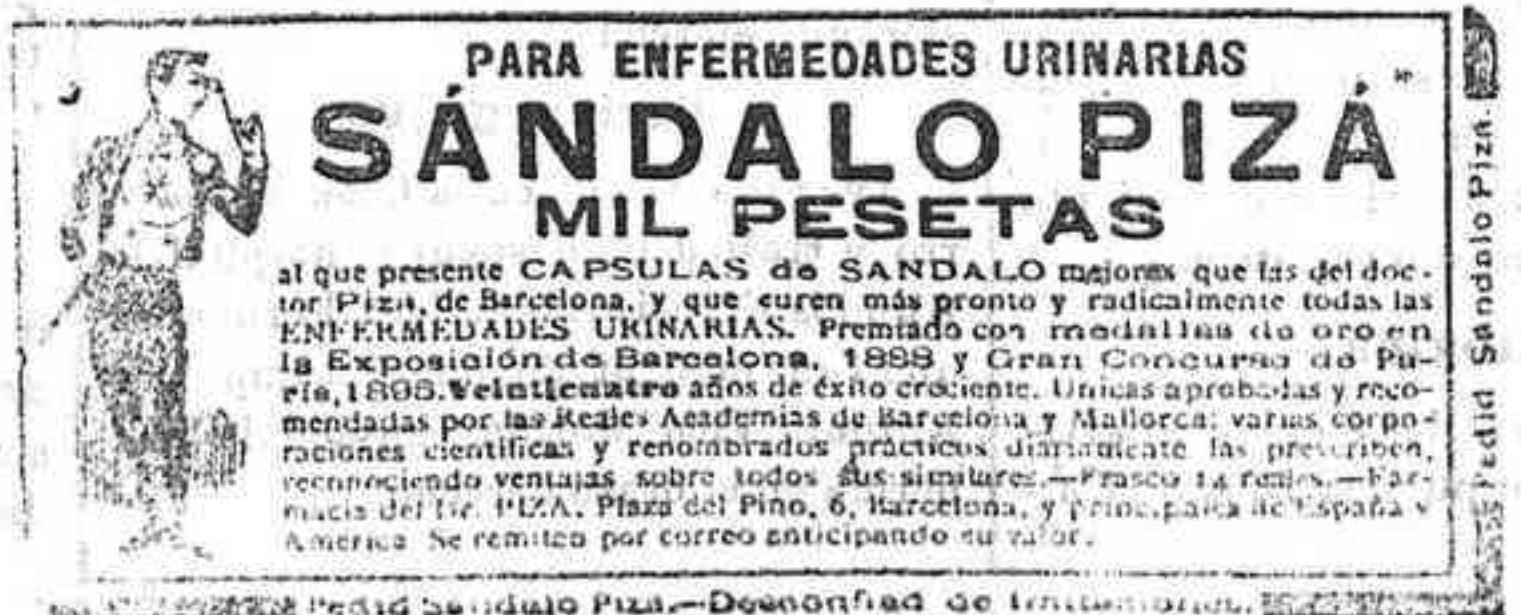 PARA ENFERMEDADES URINARIAS
SÁNDALO PIZÁ
MIL PESETAS
al que presente CAPSULAS de SANDALO mejores que las del doc-
tor Pizá, de Barcelona, y que curen más pronto y radicalmente todas las
ENFERMEDADES URINARIAS. Premiado con medallas de oro en
la Exposición de Barcelona, 1888 y Gran Concurso de Pa-
rís, 1895. Veinticuatro años de éxito creciente. Unicas aprobadas y reco-
mendadas por las Reales Academias de Barcelona y Mallorca; varias corpo-
raciones científicas y renombrados prácticos diariamente las prescriben,
reconociendo ventajas sobre todos sus similares.—Frasco 14 reales.—Far-
macia del Dr. PIZA, Plaza del Pino, 6, Barcelona, y principales de España y
América. Se remiten por correo anticipando su valor.
Pedid Sándalo Pizá.—Desconfiad de imitaciones.
Pedid Sándalo Pizá.